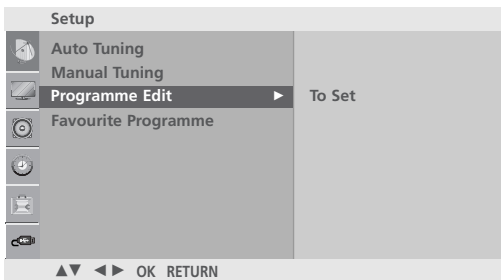 Setup
Auto Tuning
Manual Tuning
Programme Edit ► To Set
Favourite Programme
▲▼ ◄► OK RETURN